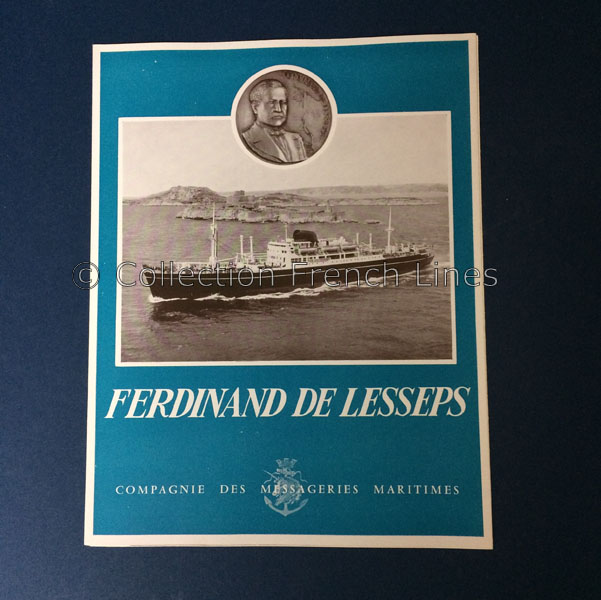 © Collection French Lines
FERDINAND DE LESSEPS
COMPAGNIE DES MESSAGERIES MARITIMES